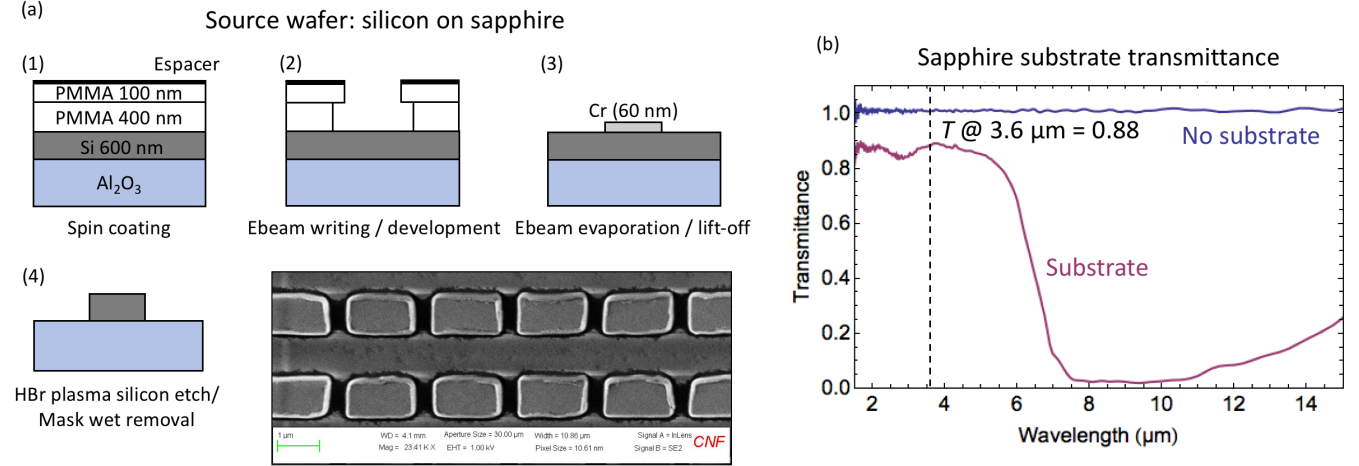 (a)
Source wafer: silicon on sapphire
(1)
Espacer
PMMA 100 nm
PMMA 400 nm
Si 600 nm
Al₂O₃
Spin coating
(2)
Ebeam writing / development
(3)
Cr (60 nm)
Ebeam evaporation / lift-off
(4)
HBr plasma silicon etch/
Mask wet removal
1 µm
WD = 4.1 mm
Mag = 23.41 K X
Aperture Size = 30.00 µm
EHT = 1.00 kV
Width = 10.86 µm
Pixel Size = 10.61 nm
Signal A = InLens
Signal B = SE2
CNF
(b)
Sapphire substrate transmittance
1.0
0.8
0.6
0.4
0.2
0.0
Transmittance
T @ 3.6 µm = 0.88
No substrate
Substrate
2 4 6 8 10 12 14
Wavelength (µm)